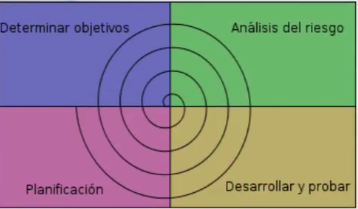 Determinar objetivos
Análisis del riesgo
Planificación
Desarrollar y probar